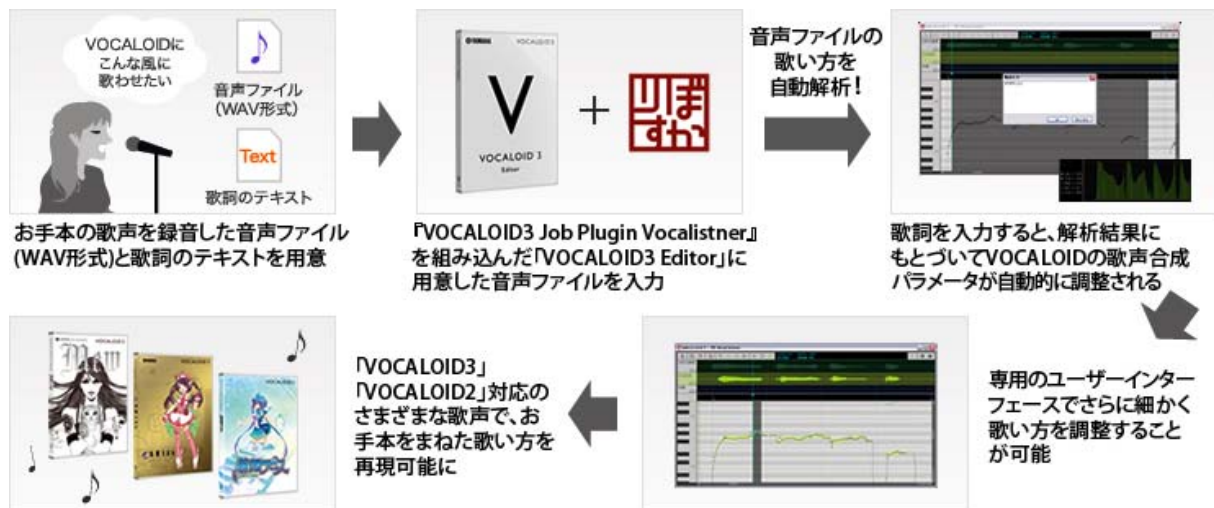 VOCALOIDに
こんな風に
歌わせたい
音声ファイル
(WAV形式)
Text
歌詞のテキスト
お手本の歌声を録音した音声ファイル
(WAV形式)と歌詞のテキストを用意
YAMAHA
VOCALOID3
V
VOCALOID 3
Editor
+
りぼ
すか
『VOCALOID3 Job Plugin Vocalistner』
を組み込んだ「VOCALOID3 Editor」に
用意した音声ファイルを入力
音声ファイルの
歌い方を
自動解析！
歌詞を入力すると、解析結果に
もとづいてVOCALOIDの歌声合成
パラメータが自動的に調整される
専用のユーザーインター
フェースでさらに細かく
歌い方を調整すること
が可能
「VOCALOID3」
「VOCALOID2」対応の
さまざまな歌声で、お
手本をまねた歌い方を
再現可能に
VOCALOID3
Mew
VOCALOID3
VOCALOID2